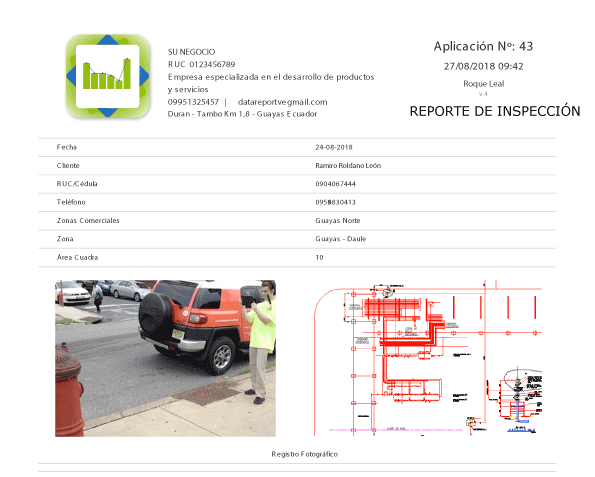 SU NEGOCIO
RUC 0123456789
Empresa especializada en el desarrollo de productos
y servicios
09951325457 | datareportvegmail.com
Duran - Tambo Km 1,8 - Guayas Ecuador
Aplicación Nº: 43
27/08/2018 09:42
Roque Leal
v 4
REPORTE DE INSPECCIÓN
Fecha 24-08-2018
Cliente Ramiro Roldano León
RUC/Cédula 0904067444
Teléfono 0959830413
Zonas Comerciales Guayas Norte
Zona Guayas - Daule
Área Cuadra 10
Registro Fotográfico